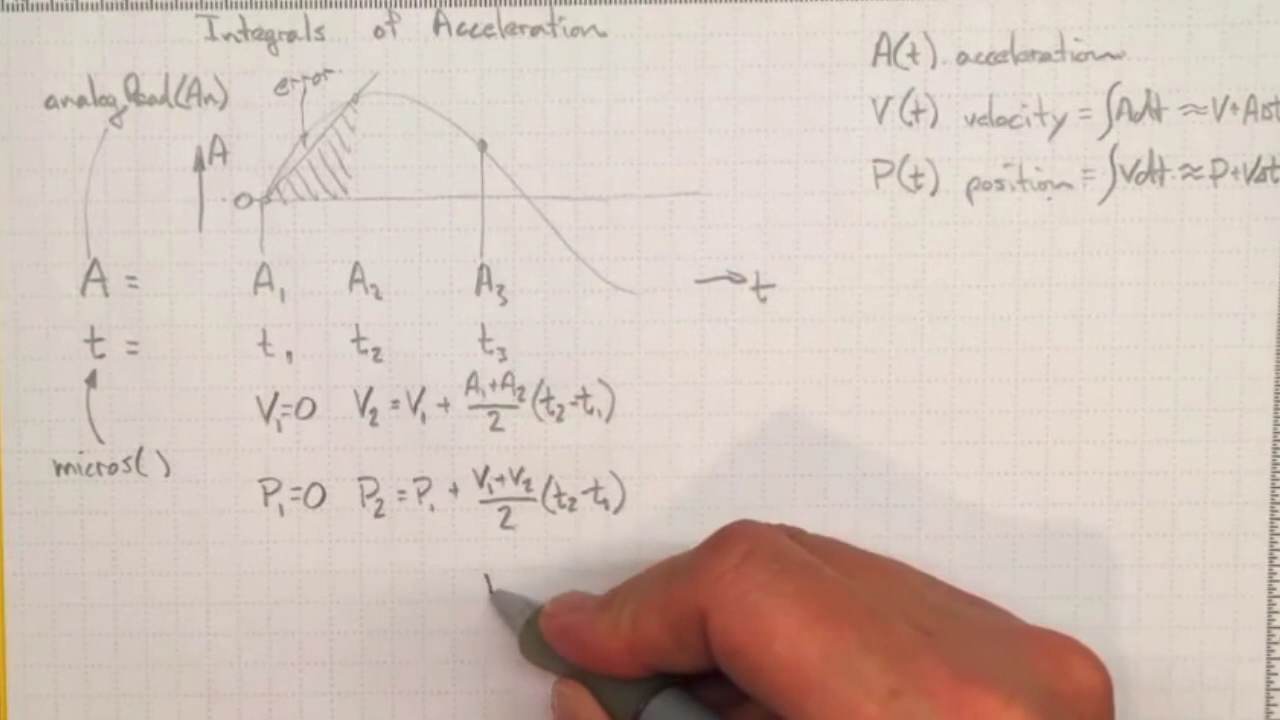 Integrals of Acceleration
A(t) acceleration
analogRead(An)
error
V(t) velocity = ∫Adt ≈ V+AΔt
A
P(t) position = ∫Vdt ≈ P+VΔt
0
A = A₁ A₂ A₃ → t
t = t₁ t₂ t₃
V₁=0 V₂ = V₁ + (A₁+A₂)/2 (t₂-t₁)
micros()
P₁=0 P₂ = P₁ + (V₁+V₂)/2 (t₂-t₁)